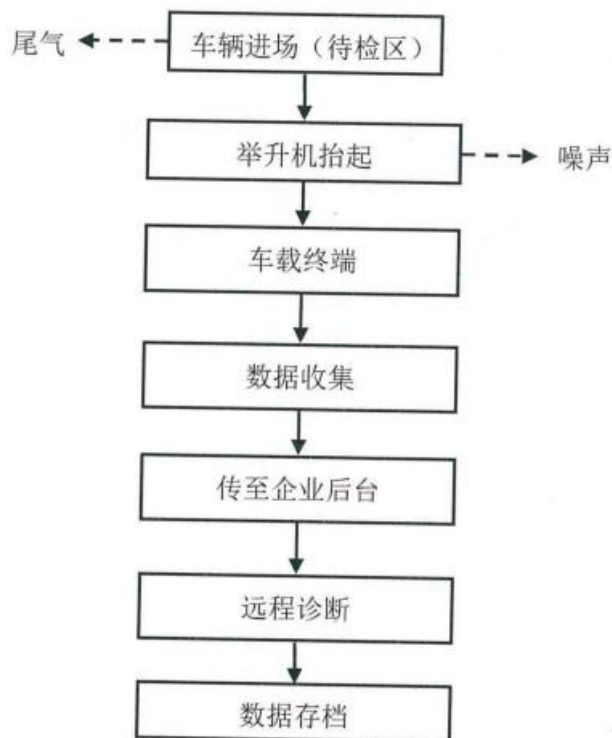 尾气
车辆进场（待检区）
举升机抬起
噪声
车载终端
数据收集
传至企业后台
远程诊断
数据存档